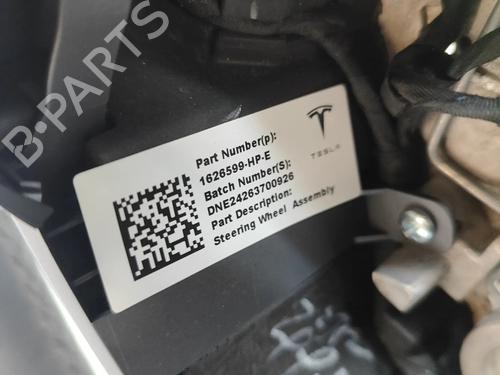 B-PARTS
Part Number(p):
1626599-HP-E
Batch Number(S):
DNE24263700926
Part Description:
Steering Wheel Assembly
TESLA